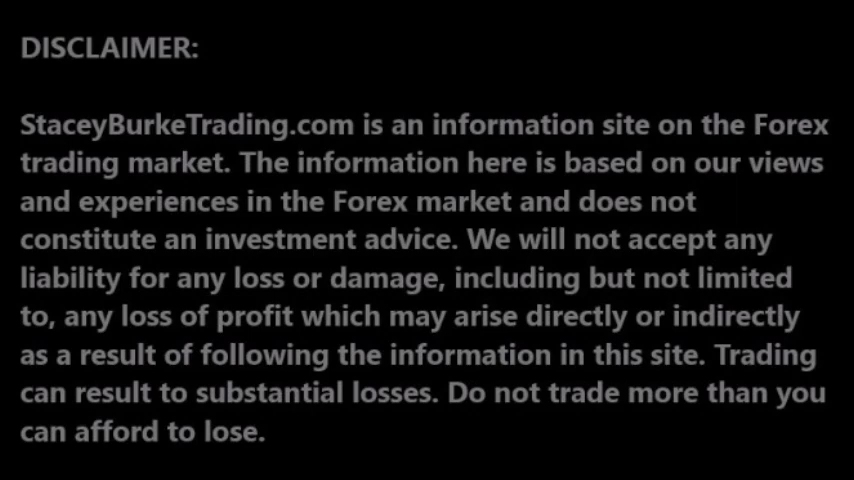 DISCLAIMER:
StaceyBurkeTrading.com is an information site on the Forex
trading market. The information here is based on our views
and experiences in the Forex market and does not
constitute an investment advice. We will not accept any
liability for any loss or damage, including but not limited
to, any loss of profit which may arise directly or indirectly
as a result of following the information in this site. Trading
can result to substantial losses. Do not trade more than you
can afford to lose.